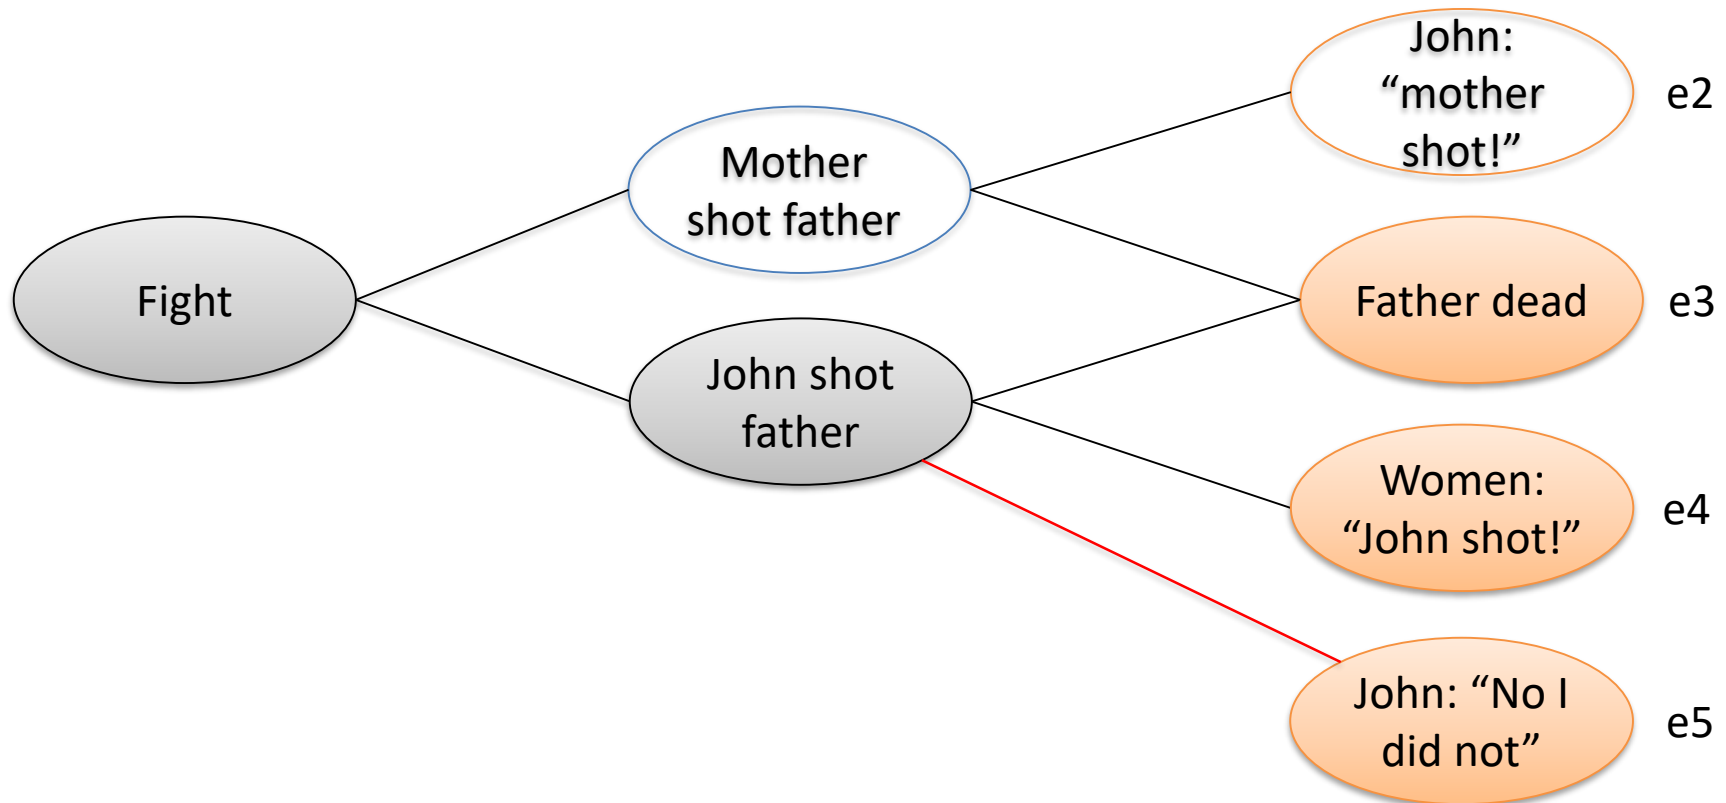 John:
“mother
shot!”
e2
Mother
shot father
Fight
Father dead
e3
John shot
father
Women:
“John shot!”
e4
John: “No I
did not”
e5